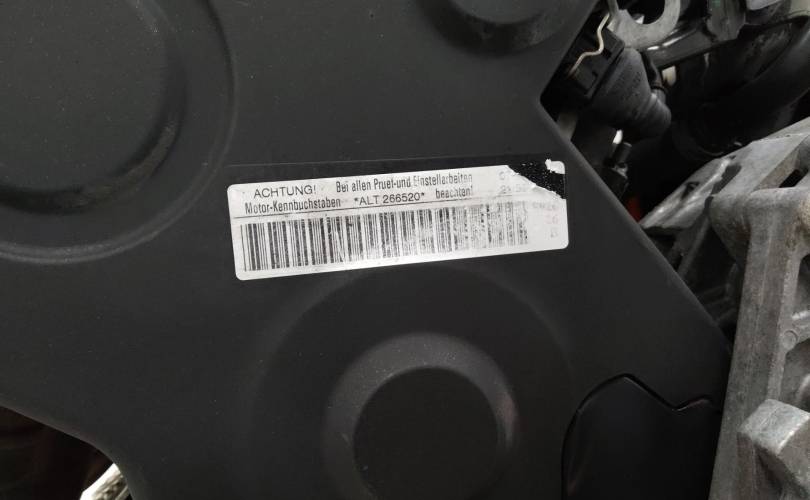 ACHTUNG! Bei allen Pruef-und Einstellarbeiten
Motor-Kennbuchstaben *ALT 266520* beachten!